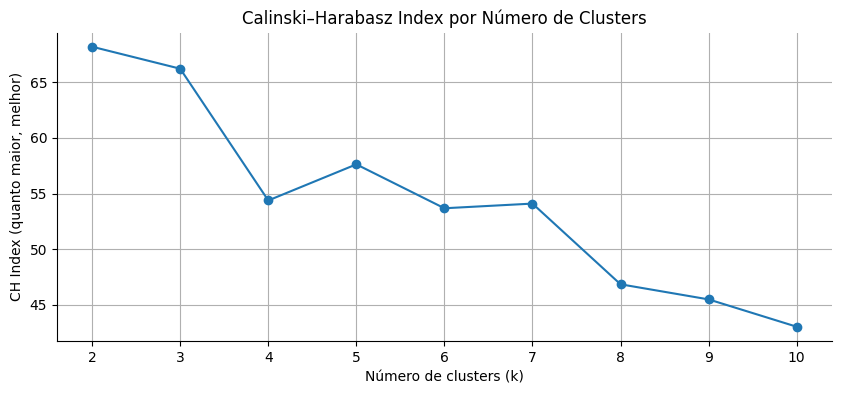 Calinski–Harabasz Index por Número de Clusters
CH Index (quanto maior, melhor)
65
60
55
50
45
2 3 4 5 6 7 8 9 10
Número de clusters (k)